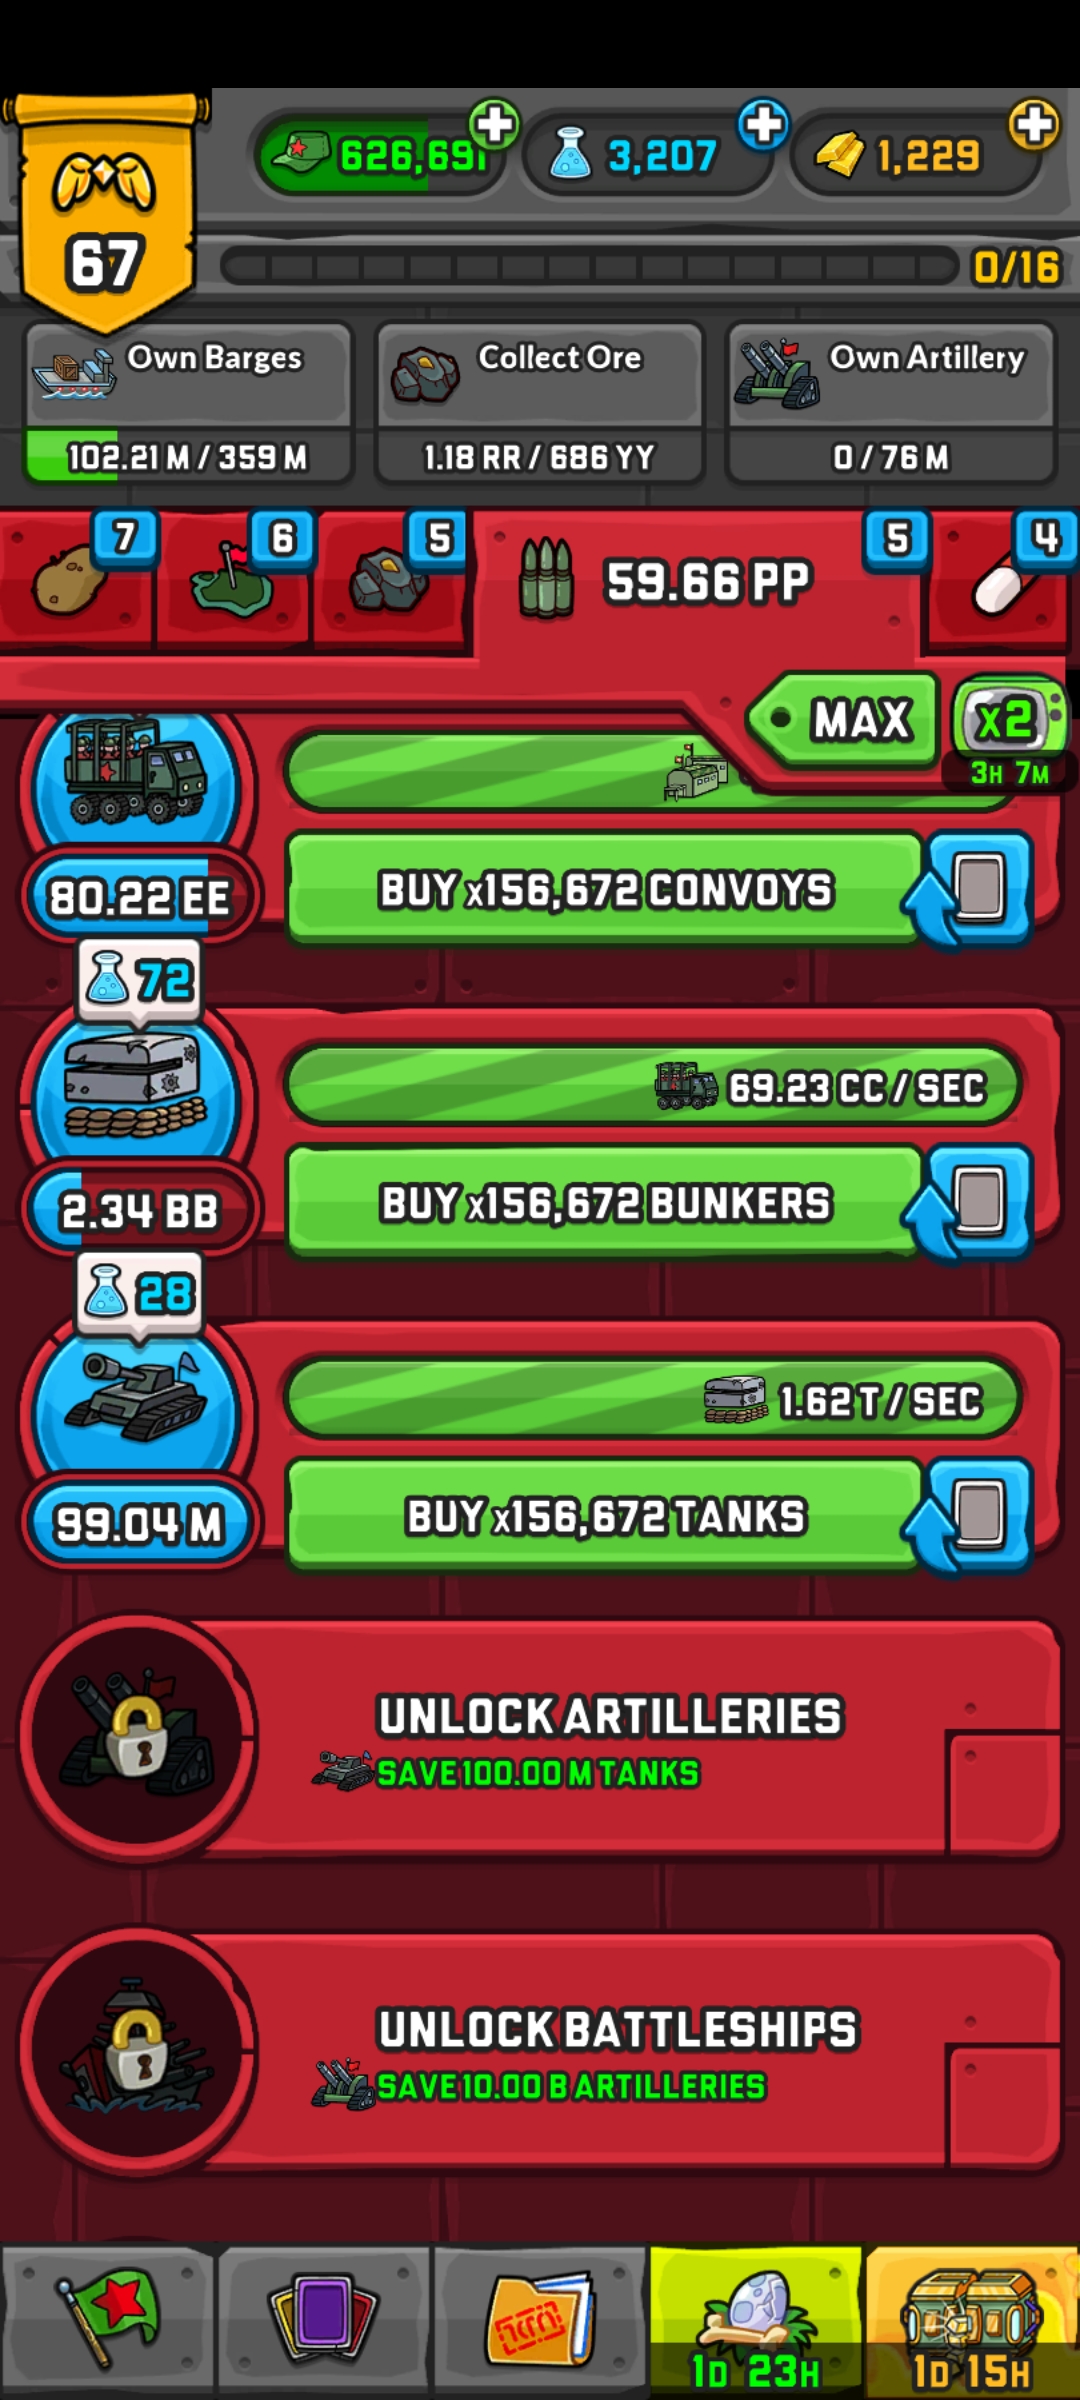 626,691
3,207
1,229
67
0/16
Own Barges
102.21 M / 359 M
Collect Ore
1.18 RR / 686 YY
Own Artillery
0 / 76 M
7
6
5
59.66 PP
5
4
MAX
x2
3H 7M
80.22 EE
BUY x156,672 CONVOYS
72
69.23 CC / SEC
2.34 BB
BUY x156,672 BUNKERS
28
1.62 T / SEC
99.04 M
BUY x156,672 TANKS
UNLOCK ARTILLERIES
SAVE 100.00 M TANKS
UNLOCK BATTLESHIPS
SAVE 10.00 B ARTILLERIES
1D 23H
1D 15H